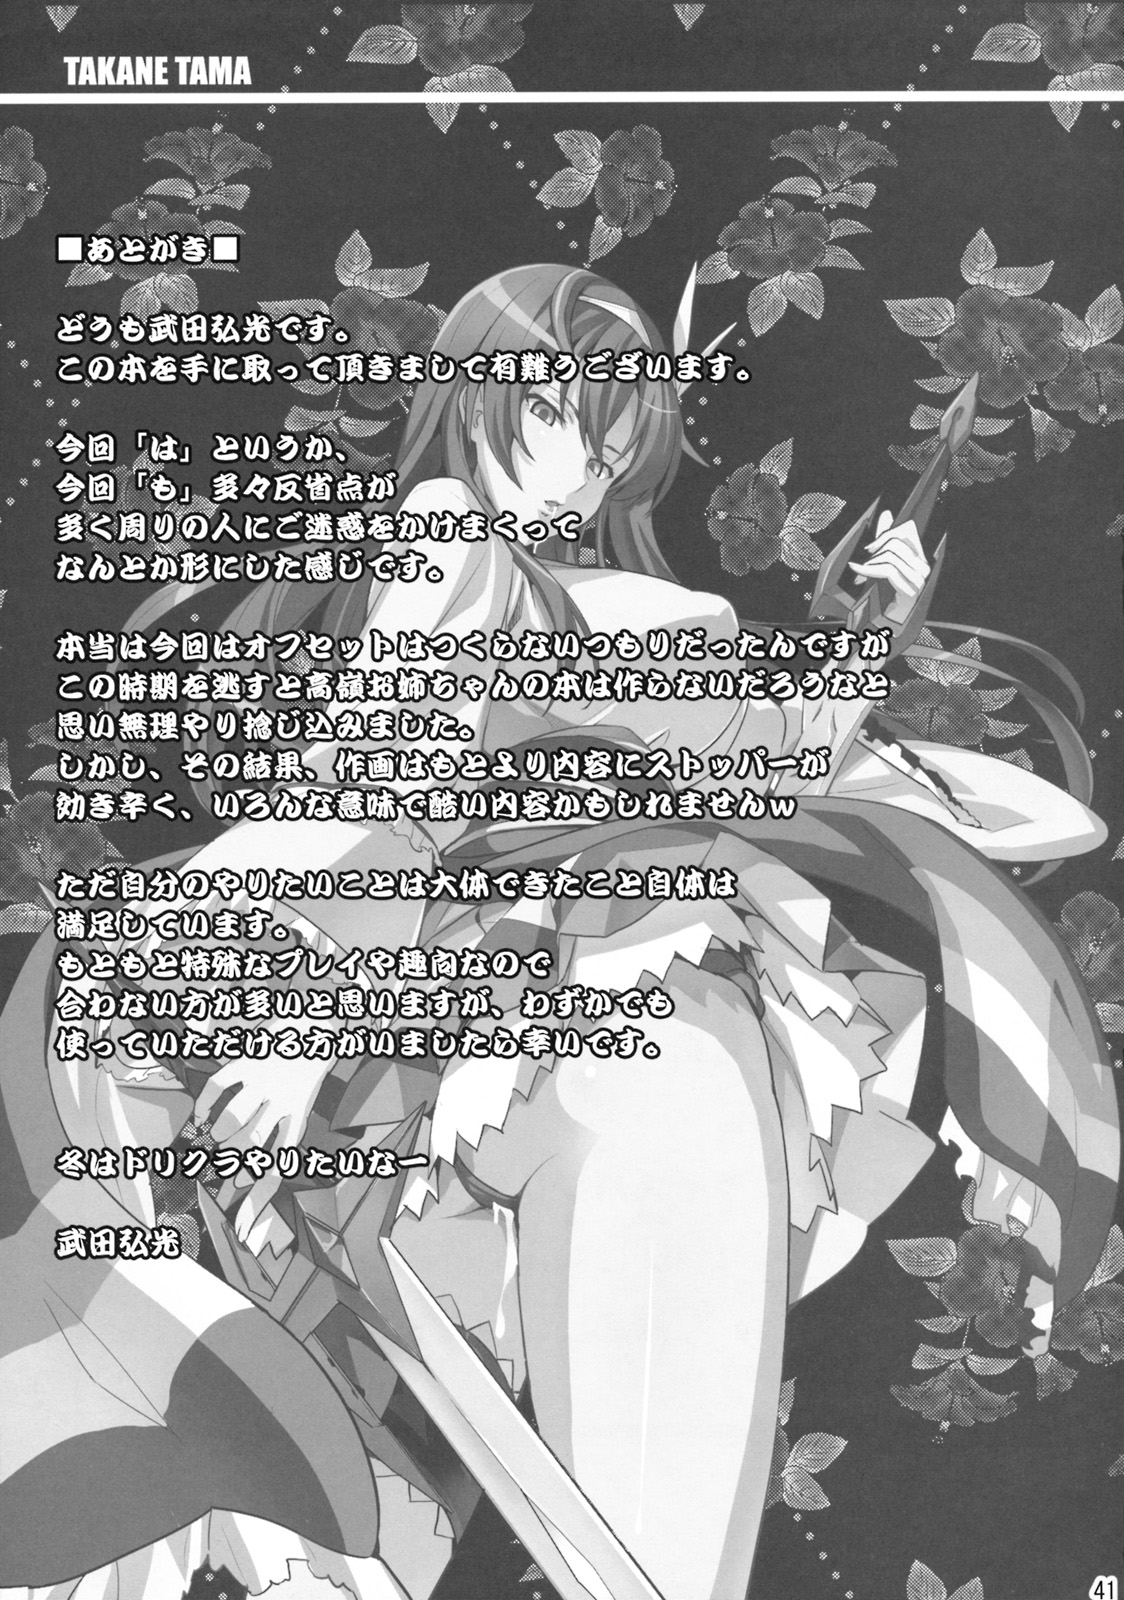 TAKANE TAMA
■あとがき■
どうも武田弘光です。
この本を手に取って頂きまして有難うございます。
今回「は」というか、
今回「も」多々反省点が
多く周りの人にご迷惑をかけまくって
なんとか形にした感じです。
本当は今回はオフセットはつくらないつもりだったんですが
この時期を逃すと高嶺お姉ちゃんの本は作らないだろうなと
思い無理やり捻じ込みました。
しかし、その結果、作画はもとより内容にストッパーが
効き辛く、いろんな意味で酷い内容かもしれませんｗ
ただ自分のやりたいことは大体できたこと自体は
満足しています。
もともと特殊なプレイや趣向なので
合わない方が多いと思いますが、わずかでも
使っていただける方がいましたら幸いです。
冬はドリクラやりたいなー
武田弘光
41